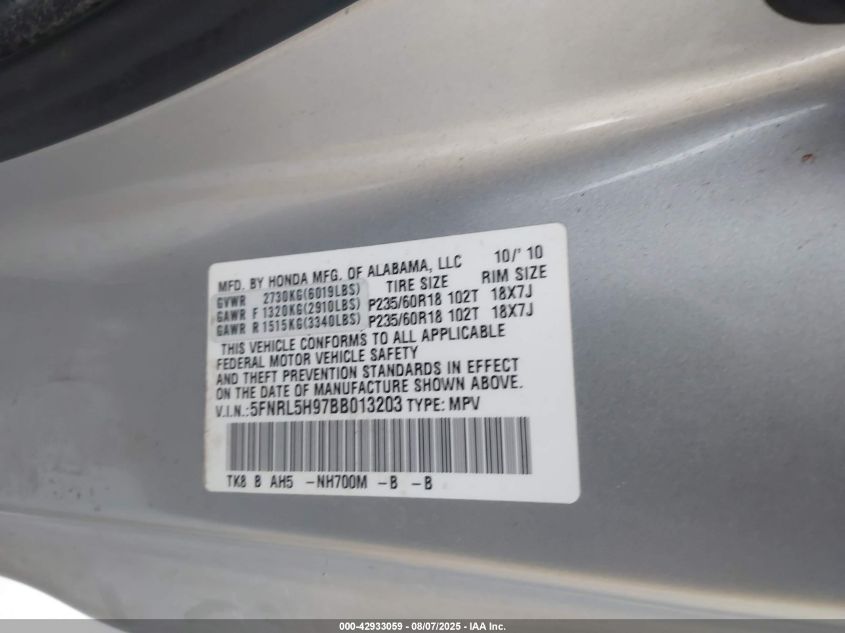 MFD. BY HONDA MFG. OF ALABAMA, LLC 10/' 10
GVWR 2730KG(6019LBS) TIRE SIZE RIM SIZE
GAWR F 1320KG(2910LBS) P235/60R18 102T 18X7J
GAWR R 1515KG(3340LBS) P235/60R18 102T 18X7J
THIS VEHICLE CONFORMS TO ALL APPLICABLE
FEDERAL MOTOR VEHICLE SAFETY
AND THEFT PREVENTION STANDARDS IN EFFECT
ON THE DATE OF MANUFACTURE SHOWN ABOVE.
V.I.N.:5FNRL5H97BB013203 TYPE: MPV
TK8 B AH5 -NH700M -B -B
000-42933059 - 08/07/2025 - IAA Inc.